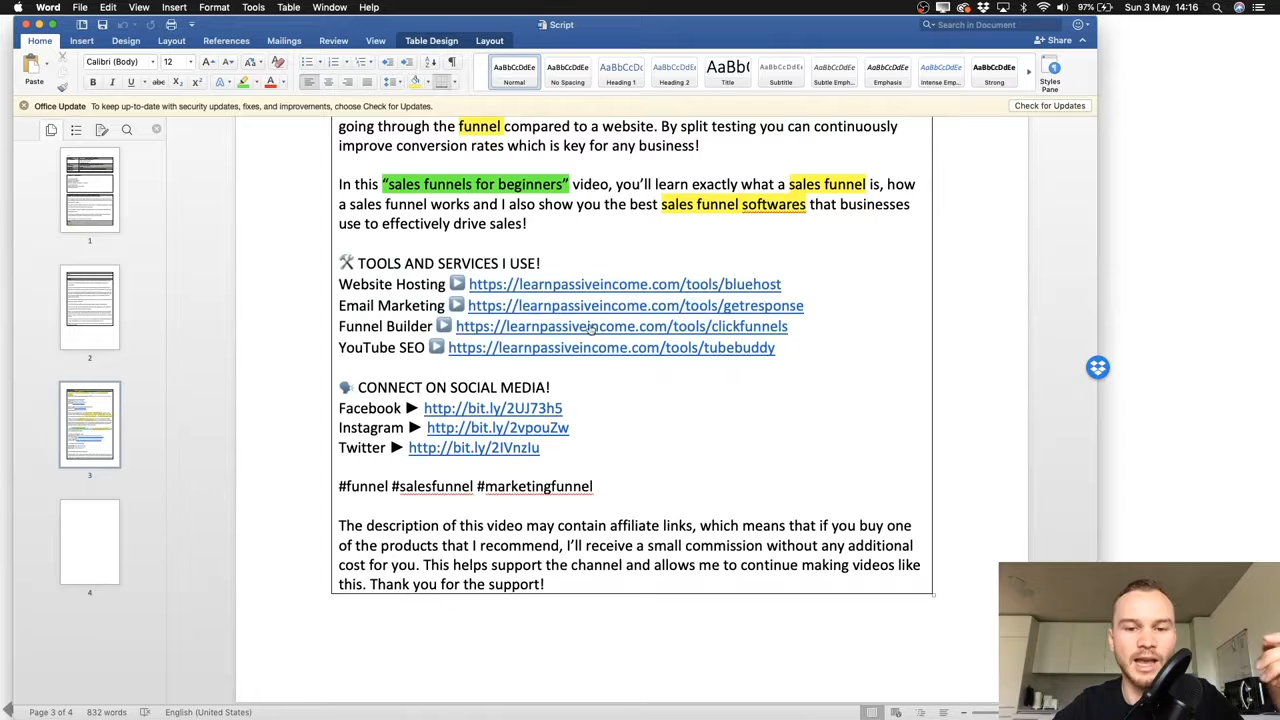 Word File Edit View Insert Format Tools Table Window Help 97% Sun 3 May 14:16
Script
Search in Document
Home Insert Design Layout References Mailings Review View Table Design Layout
Share
Paste
Calibri (Body) 12
AaBbCcDdEe AaBbCcDdEe AaBbCcDc AaBbCcDdEe AaBb( AaBbCcDdEe AaBbCcDdEe AaBbCcDdEe AaBbCcDdEe AaBbCcDdEe
Normal No Spacing Heading 1 Heading 2 Title Subtitle Subtle Emph... Emphasis Intense Emp... Strong
Styles Pane
Office Update To keep up-to-date with security updates, fixes, and improvements, choose Check for Updates.
Check for Updates
going through the funnel compared to a website. By split testing you can continuously
improve conversion rates which is key for any business!
In this “sales funnels for beginners” video, you’ll learn exactly what a sales funnel is, how
a sales funnel works and I also show you the best sales funnel softwares that businesses
use to effectively drive sales!
🛠 TOOLS AND SERVICES I USE!
Website Hosting ▶ https://learnpassiveincome.com/tools/bluehost
Email Marketing ▶ https://learnpassiveincome.com/tools/getresponse
Funnel Builder ▶ https://learnpassiveincome.com/tools/clickfunnels
YouTube SEO ▶ https://learnpassiveincome.com/tools/tubebuddy
🗣 CONNECT ON SOCIAL MEDIA!
Facebook ► http://bit.ly/2UJ73h5
Instagram ► http://bit.ly/2vpouZw
Twitter ► http://bit.ly/2IVnzIu
#funnel #salesfunnel #marketingfunnel
The description of this video may contain affiliate links, which means that if you buy one
of the products that I recommend, I’ll receive a small commission without any additional
cost for you. This helps support the channel and allows me to continue making videos like
this. Thank you for the support!
1
2
3
4
Page 3 of 4 832 words English (United States)